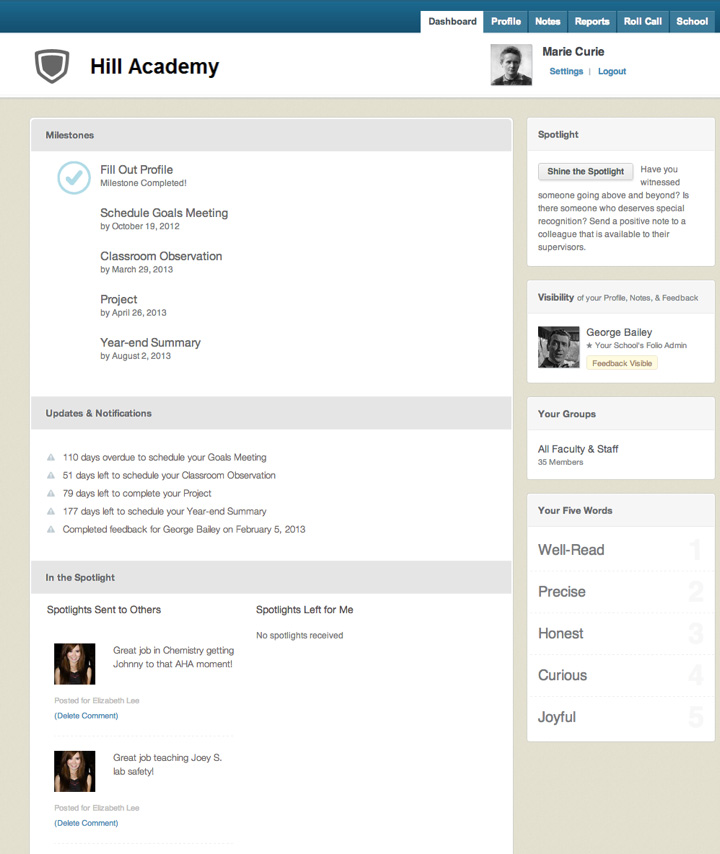 Dashboard Profile Notes Reports Roll Call School
Hill Academy
Marie Curie
Settings | Logout
Milestones
Fill Out Profile
Milestone Completed!
Schedule Goals Meeting
by October 19, 2012
Classroom Observation
by March 29, 2013
Project
by April 26, 2013
Year-end Summary
by August 2, 2013
Updates & Notifications
110 days overdue to schedule your Goals Meeting
51 days left to schedule your Classroom Observation
79 days left to complete your Project
177 days left to schedule your Year-end Summary
Completed feedback for George Bailey on February 5, 2013
In the Spotlight
Spotlights Sent to Others
Great job in Chemistry getting
Johnny to that AHA moment!
Posted for Elizabeth Lee
(Delete Comment)
Great job teaching Joey S.
lab safety!
Posted for Elizabeth Lee
(Delete Comment)
Spotlights Left for Me
No spotlights received
Spotlight
Shine the Spotlight Have you
witnessed
someone going above and beyond? Is
there someone who deserves special
recognition? Send a positive note to a
colleague that is available to their
supervisors.
Visibility of your Profile, Notes, & Feedback
George Bailey
★ Your School's Folio Admin
Feedback Visible
Your Groups
All Faculty & Staff
35 Members
Your Five Words
Well-Read 1
Precise 2
Honest 3
Curious 4
Joyful 5